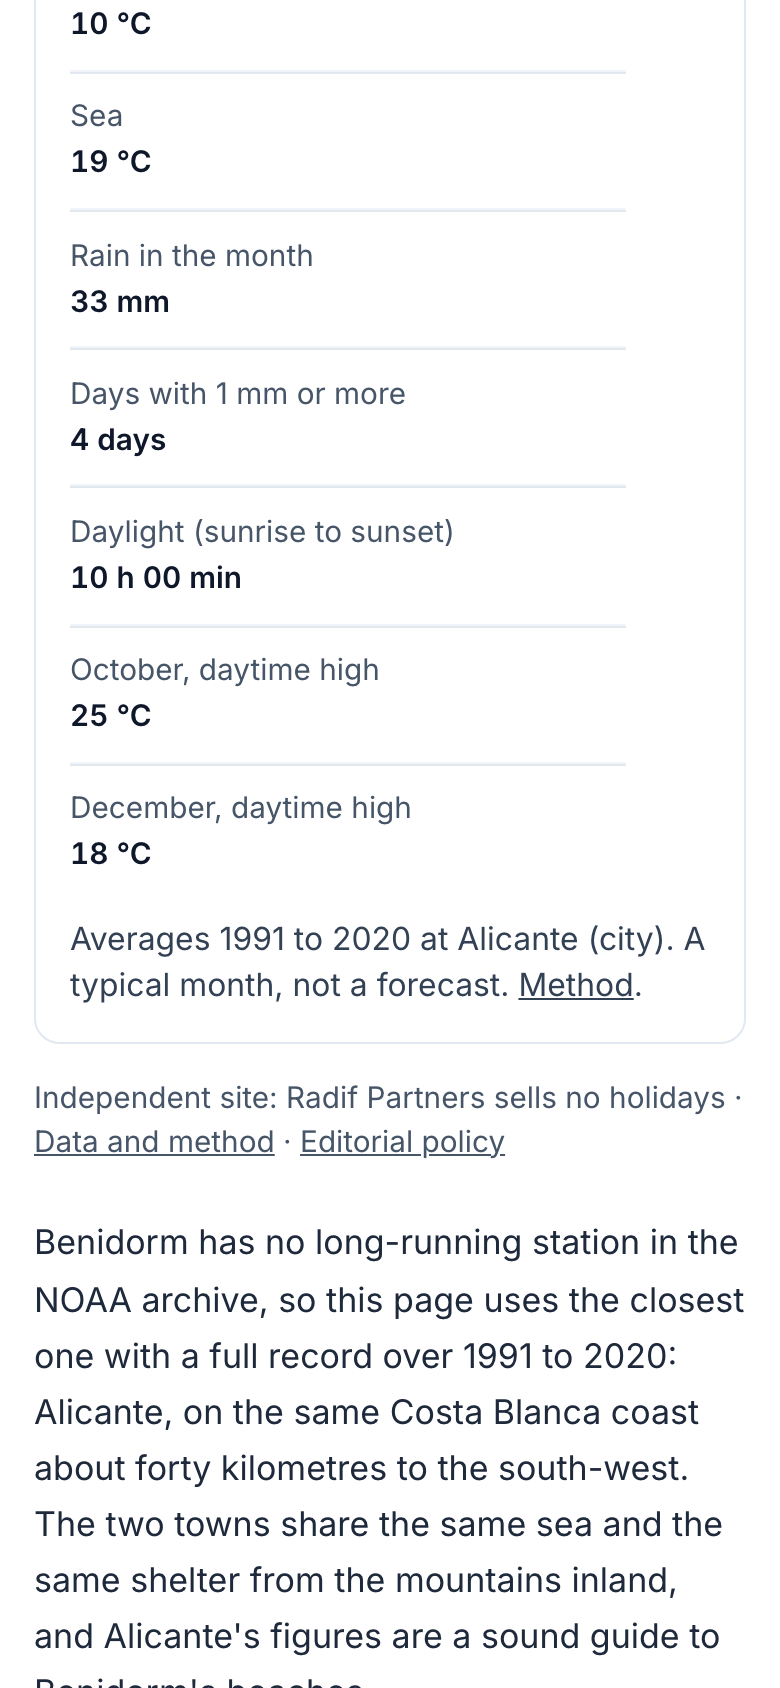 10 °C
Sea
19 °C
Rain in the month
33 mm
Days with 1 mm or more
4 days
Daylight (sunrise to sunset)
10 h 00 min
October, daytime high
25 °C
December, daytime high
18 °C
Averages 1991 to 2020 at Alicante (city). A
typical month, not a forecast. Method.
Independent site: Radif Partners sells no holidays ·
Data and method · Editorial policy
Benidorm has no long-running station in the
NOAA archive, so this page uses the closest
one with a full record over 1991 to 2020:
Alicante, on the same Costa Blanca coast
about forty kilometres to the south-west.
The two towns share the same sea and the
same shelter from the mountains inland,
and Alicante's figures are a sound guide to
Benidorm's beaches.